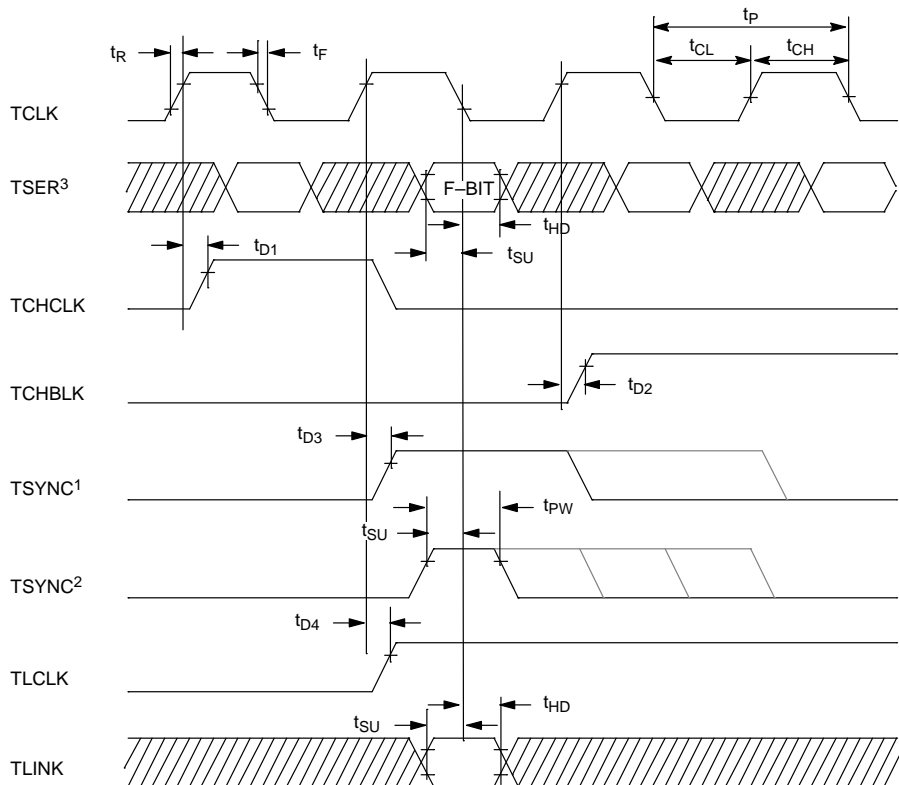 tP
tR tF tCL tCH
TCLK
TSER3 F–BIT
tHD
tD1 tSU
TCHCLK
TCHBLK tD2
tD3
TSYNC1
tPW
tSU
TSYNC2
tD4
TLCLK
tHD
tSU
TLINK